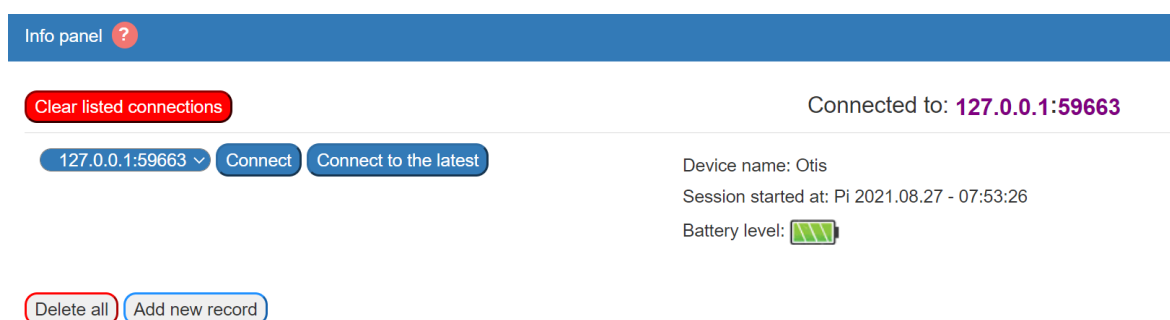 Info panel ?
Clear listed connections
Connected to: 127.0.0.1:59663
127.0.0.1:59663 Connect Connect to the latest
Device name: Otis
Session started at: Pi 2021.08.27 - 07:53:26
Battery level:
Delete all Add new record